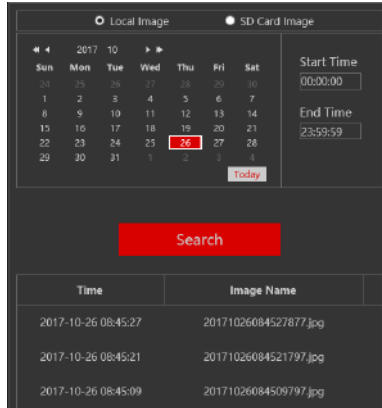 Local Image SD Card Image
2017 10
Start Time
Sun Mon Tue Wed Thu Fri Sat
00:00:00
24 25 26 27 28 29 30
1 2 3 4 5 6 7
End Time
8 9 10 11 12 13 14
23:59:59
15 16 17 18 19 20 21
22 23 24 25 26 27 28
29 30 31 1 2 3 4
Today
Search
Time Image Name
2017-10-26 08:45:27 20171026084527877.jpg
2017-10-26 08:45:21 20171026084521797.jpg
2017-10-26 08:45:09 20171026084509797.jpg